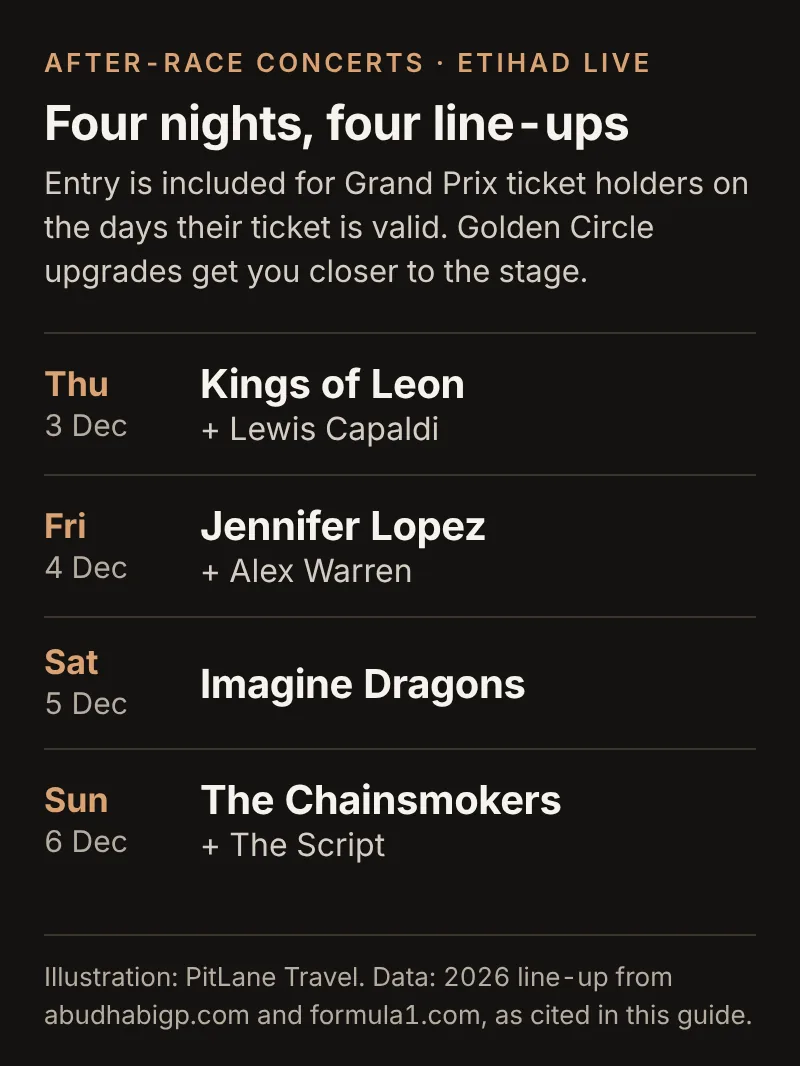 AFTER-RACE CONCERTS · ETIHAD LIVE
Four nights, four line-ups
Entry is included for Grand Prix ticket holders on
the days their ticket is valid. Golden Circle
upgrades get you closer to the stage.
Thu
3 Dec
Kings of Leon
+ Lewis Capaldi
Fri
4 Dec
Jennifer Lopez
+ Alex Warren
Sat
5 Dec
Imagine Dragons
Sun
6 Dec
The Chainsmokers
+ The Script
Illustration: PitLane Travel. Data: 2026 line-up from
abudhabigp.com and formula1.com, as cited in this guide.